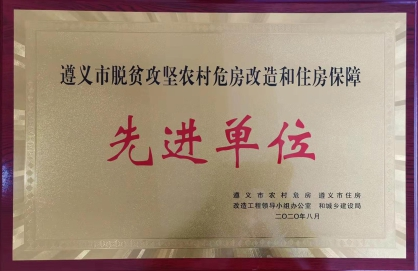 遵义市脱贫攻坚农村危房改造和住房保障
先进单位
遵义市农村危房 遵义市住房
改造工程领导小组办公室 和城乡建设局
二〇二〇年八月